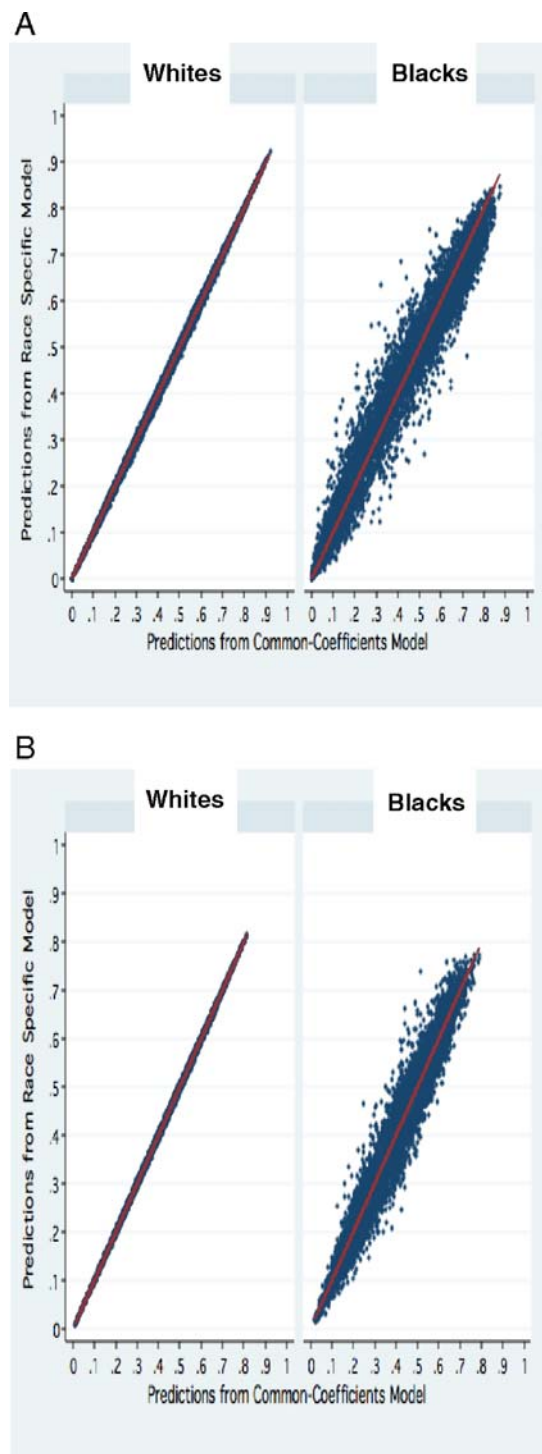 A
Whites Blacks
Predictions from Race Specific Model
1
.9
.8
.7
.6
.5
.4
.3
.2
.1
0
0 .1 .2 .3 .4 .5 .6 .7 .8 .9 1 0 .1 .2 .3 .4 .5 .6 .7 .8 .9 1
Predictions from Common-Coefficients Model
B
Whites Blacks
Predictions from Race Specific Model
1
.9
.8
.7
.6
.5
.4
.3
.2
.1
0
0 .1 .2 .3 .4 .5 .6 .7 .8 .9 1 0 .1 .2 .3 .4 .5 .6 .7 .8 .9 1
Predictions from Common-Coefficients Model